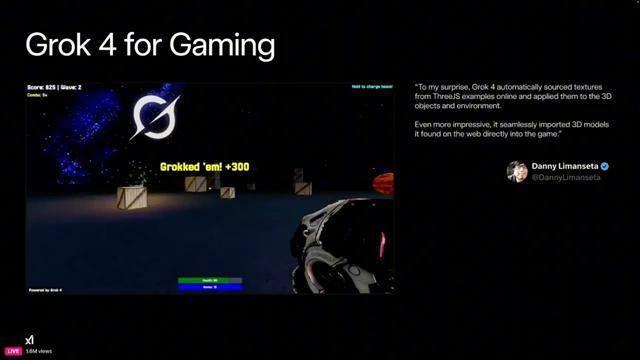 Grok 4 for Gaming
Score: 825 | Wave: 2
Hold to charge beam!
Combo: 5x
Grokked 'em! +300
Powered by Grok 4
"To my surprise, Grok 4 automatically sourced textures
from ThreeJS examples online and applied them to the 3D
objects and environment.
Even more impressive, it seamlessly imported 3D models
it found on the web directly into the game."
Danny Limanseta
@DannyLimanseta
xI
LIVE 1.6M views